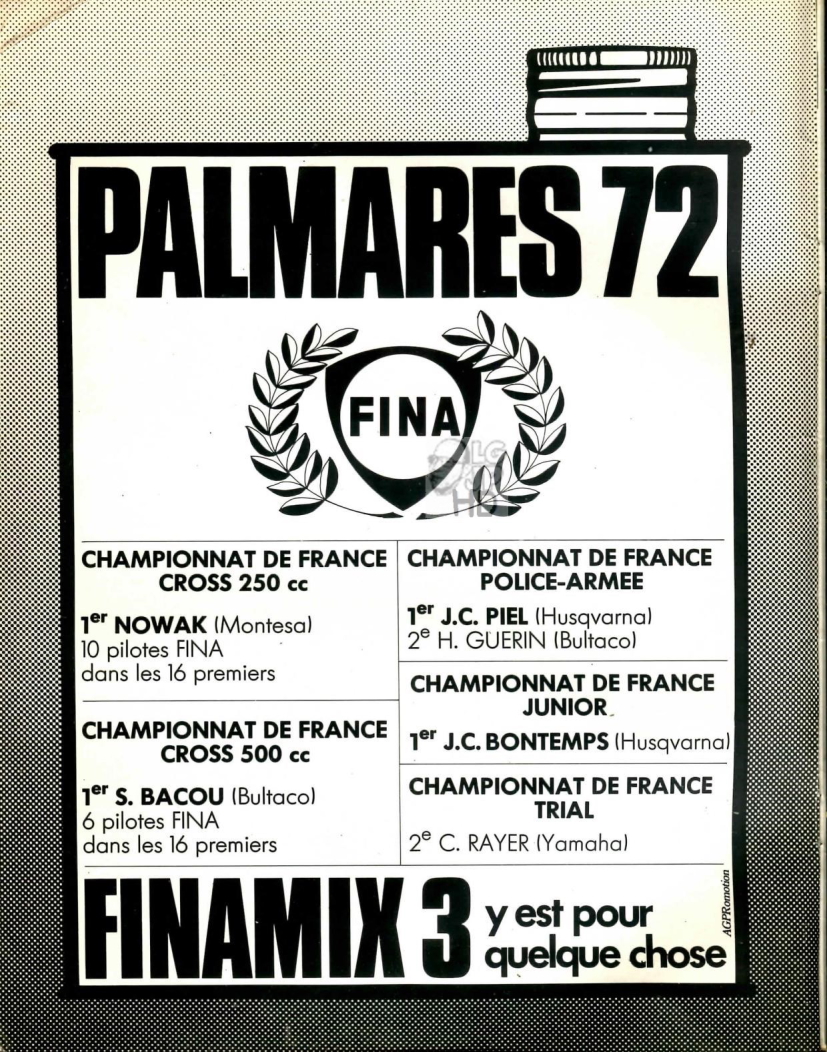 PALMARES 72
FINA
LG
HD
CHAMPIONNAT DE FRANCE
CROSS 250 cc
1er NOWAK (Montesa)
10 pilotes FINA
dans les 16 premiers
CHAMPIONNAT DE FRANCE
CROSS 500 cc
1er S. BACOU (Bultaco)
6 pilotes FINA
dans les 16 premiers
CHAMPIONNAT DE FRANCE
POLICE-ARMEE
1er J.C. PIEL (Husqvarna)
2e H. GUERIN (Bultaco)
CHAMPIONNAT DE FRANCE
JUNIOR
1er J.C. BONTEMPS (Husqvarna)
CHAMPIONNAT DE FRANCE
TRIAL
2e C. RAYER (Yamaha)
FINAMIX 3 y est pour
quelque chose
AGPRomotion